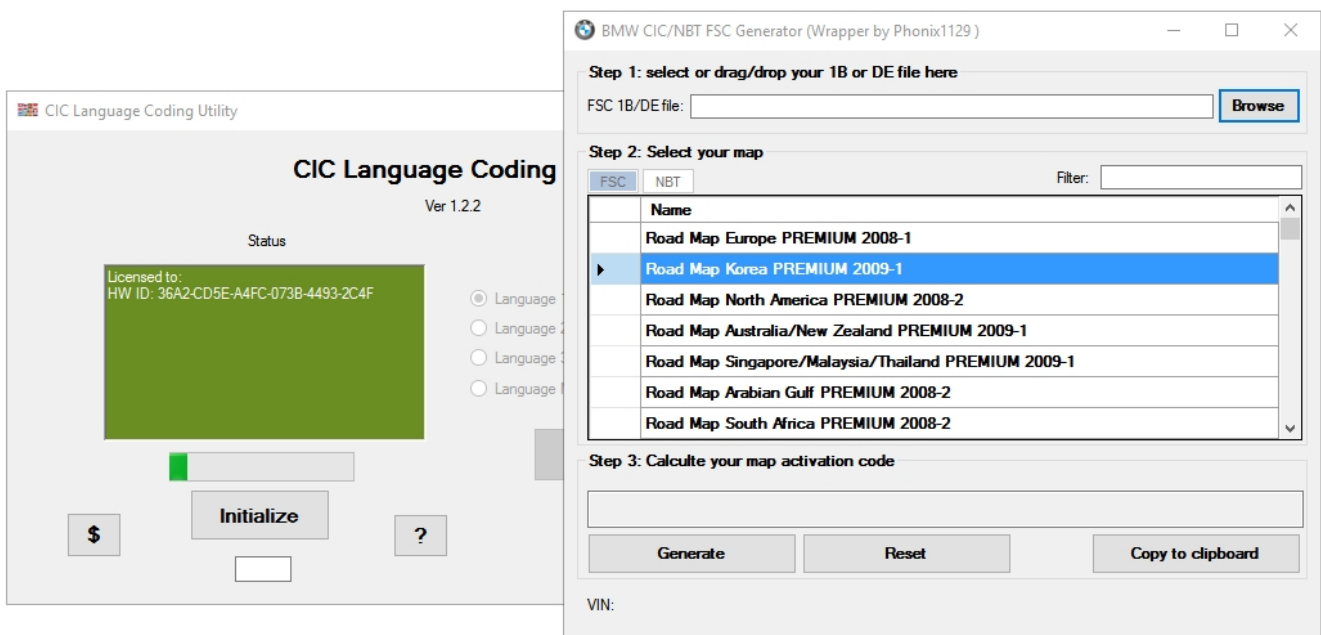 CIC Language Coding Utility
CIC Language Coding
Ver 1.2.2
Status
Licensed to:
HW ID: 36A2-CD5E-A4FC-073B-4493-2C4F
Language
Language
Language
Language
Initialize
$
?
BMW CIC/NBT FSC Generator (Wrapper by Phonix1129 )
Step 1: select or drag/drop your 1B or DE file here
FSC 1B/DE file:
Browse
Step 2: Select your map
FSC NBT
Filter:
Name
Road Map Europe PREMIUM 2008-1
Road Map Korea PREMIUM 2009-1
Road Map North America PREMIUM 2008-2
Road Map Australia/New Zealand PREMIUM 2009-1
Road Map Singapore/Malaysia/Thailand PREMIUM 2009-1
Road Map Arabian Gulf PREMIUM 2008-2
Road Map South Africa PREMIUM 2008-2
Step 3: Calculte your map activation code
Generate Reset Copy to clipboard
VIN: